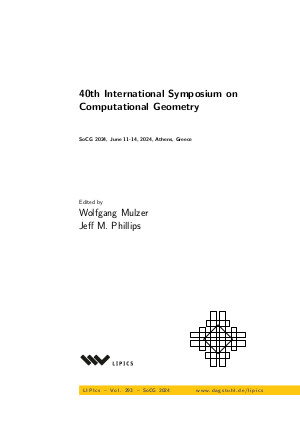 40th International Symposium on
Computational Geometry
SoCG 2024, June 11-14, 2024, Athens, Greece
Edited by
Wolfgang Mulzer
Jeff M. Phillips
LIPICS
LIPIcs – Vol. 293 – SoCG 2024 www.dagstuhl.de/lipics